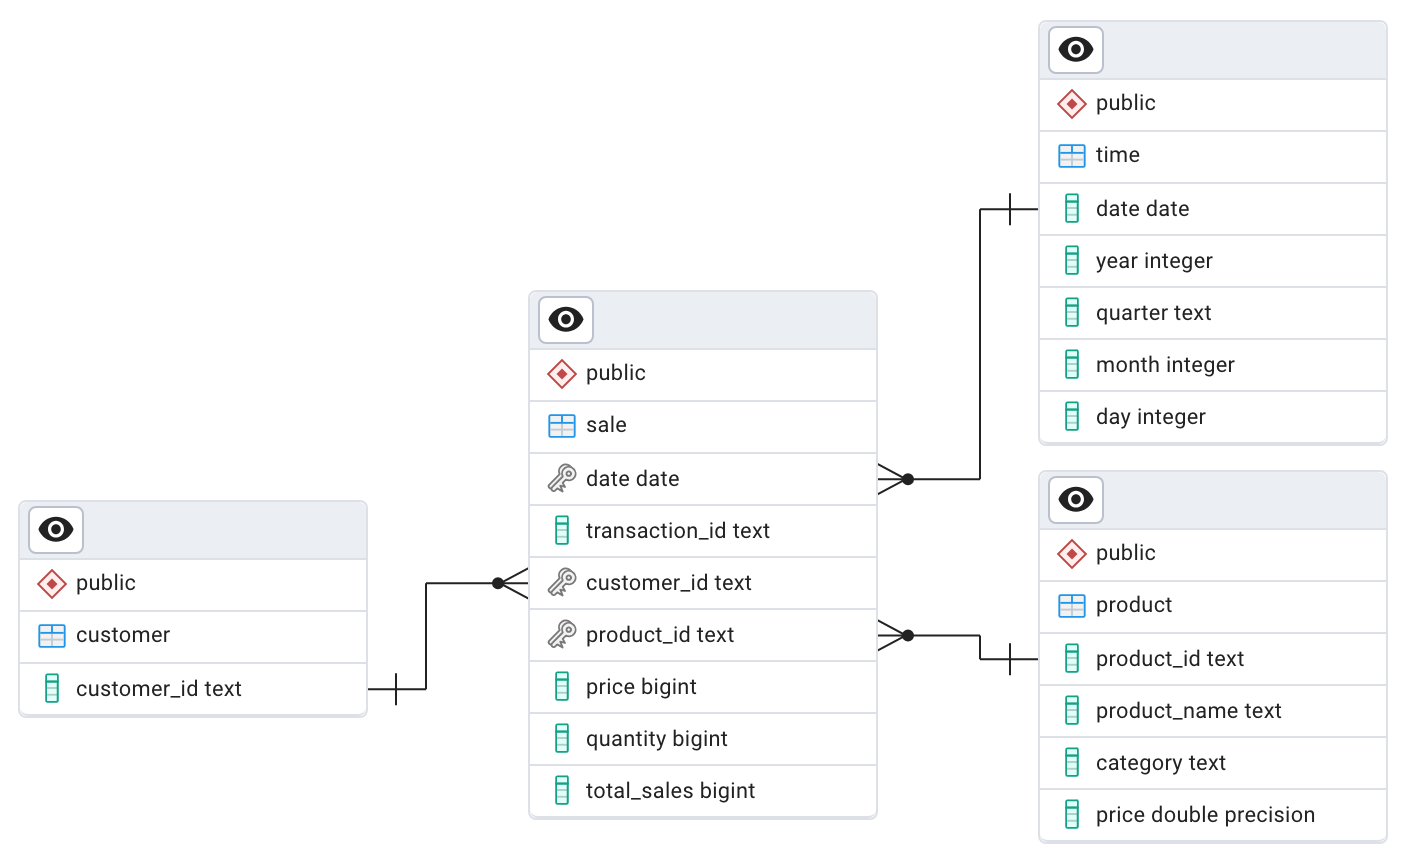 public
customer
customer_id text
public
sale
date date
transaction_id text
customer_id text
product_id text
price bigint
quantity bigint
total_sales bigint
public
time
date date
year integer
quarter text
month integer
day integer
public
product
product_id text
product_name text
category text
price double precision